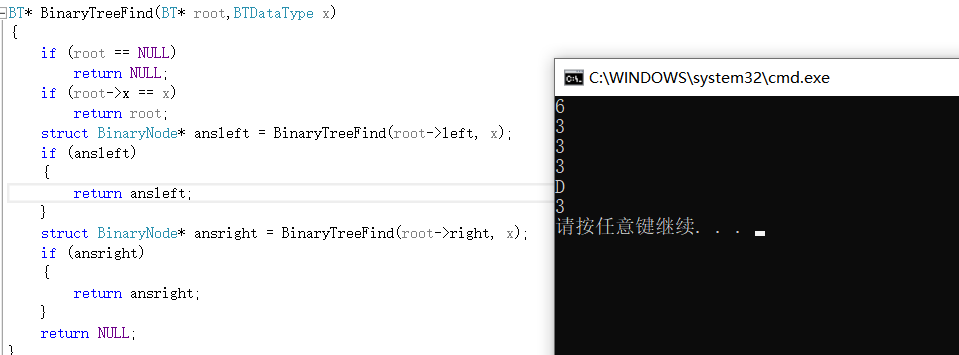 BT* BinaryTreeFind(BT* root,BTDataType x)
{
if (root == NULL)
return NULL;
if (root->x == x)
return root;
struct BinaryNode* ansleft = BinaryTreeFind(root->left, x);
if (ansleft)
{
return ansleft;
}
struct BinaryNode* ansright = BinaryTreeFind(root->right, x);
if (ansright)
{
return ansright;
}
return NULL;
}
C:\WINDOWS\system32\cmd.exe
6
3
3
3
D
3
请按任意键继续. . .